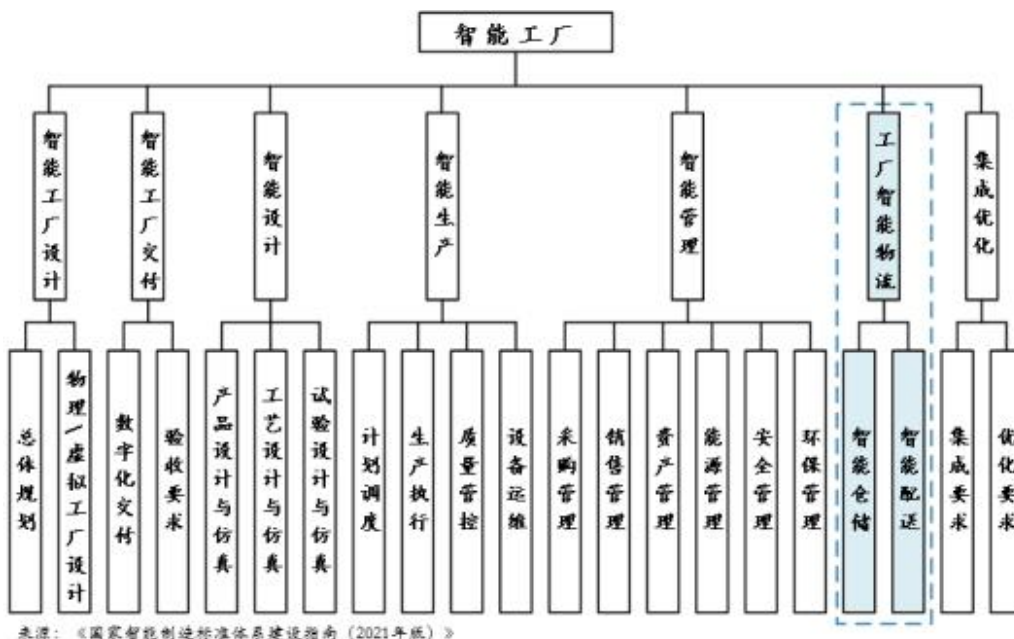 智能工厂
智能工厂设计
智能工厂交付
智能设计
智能生产
智能管理
工厂智能物流
集成优化
总体规划
物理/虚拟工厂设计
数字化交付
验收要求
产品设计与仿真
工艺设计与仿真
试验设计与仿真
计划调度
生产执行
质量管控
设备运维
采购管理
销售管理
资产管理
能源管理
安全管理
环保管理
智能仓储
智能配送
集成要求
优化要求
来源：《国家智能制造标准体系建设指南（2021年版）》